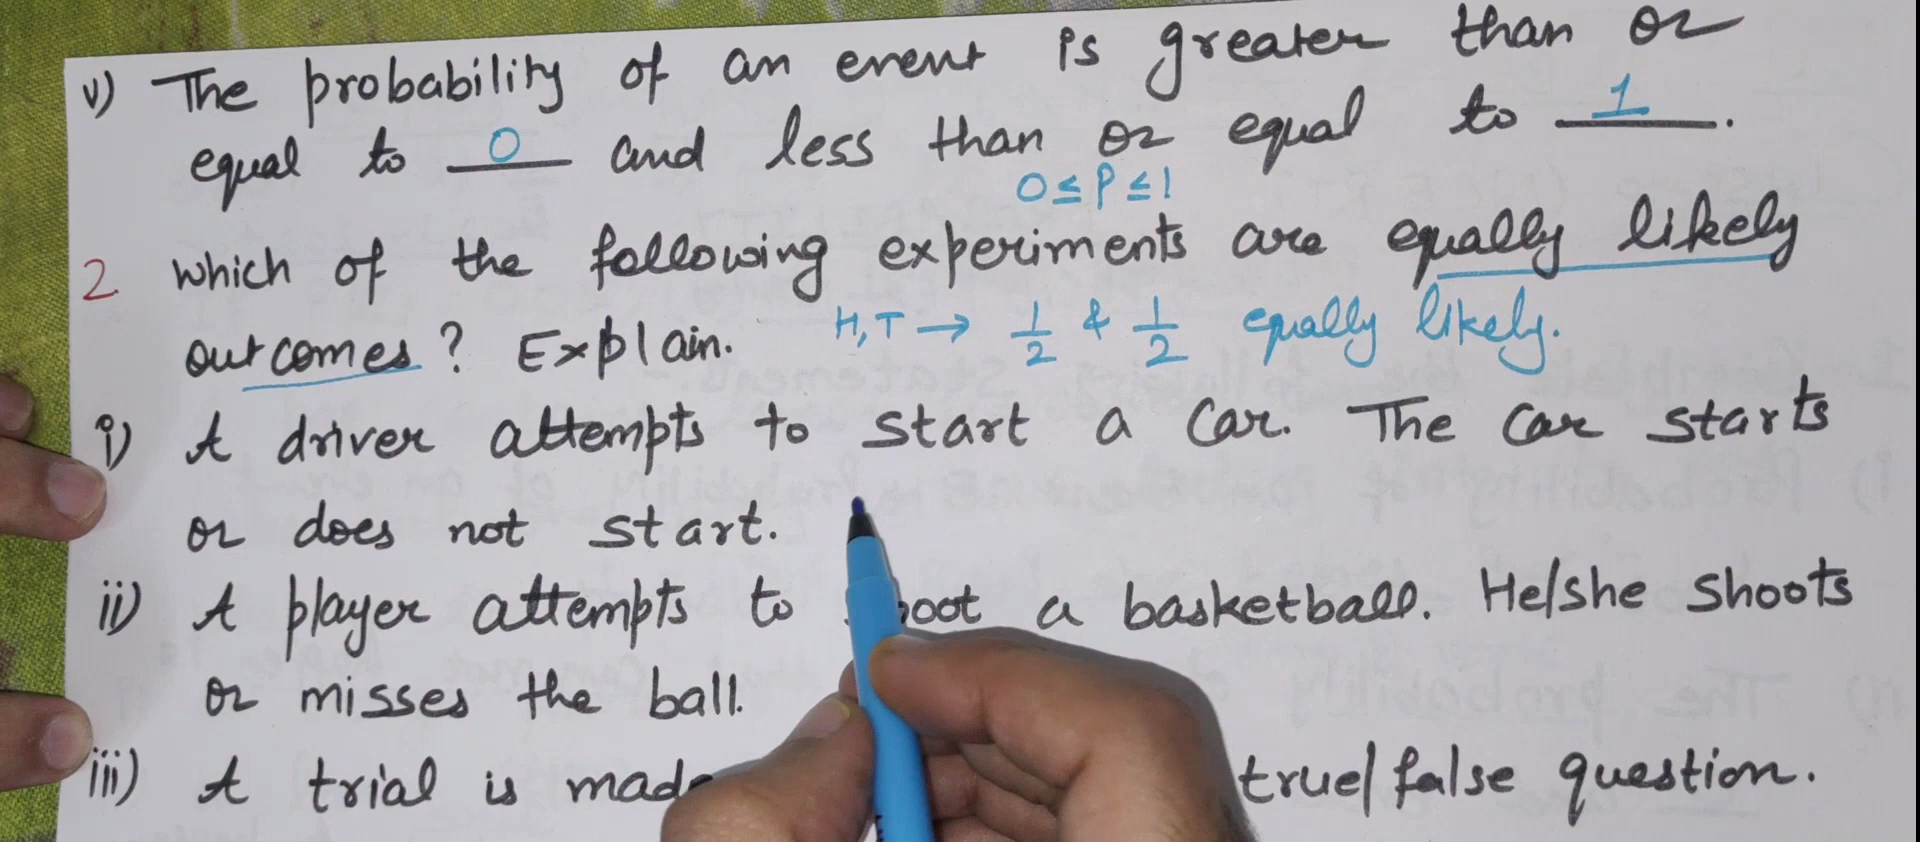 v) The probability of an event is greater than or
equal to 0 and less than or equal to 1.
0 ≤ P ≤ 1
2. Which of the following experiments are equally likely
outcomes? Explain. H, T → 1/2 & 1/2 equally likely.
i) A driver attempts to start a car. The car starts
or does not start.
ii) A player attempts to a basketball. He/she shoots
or misses the ball.
iii) A trial is made true/false question.